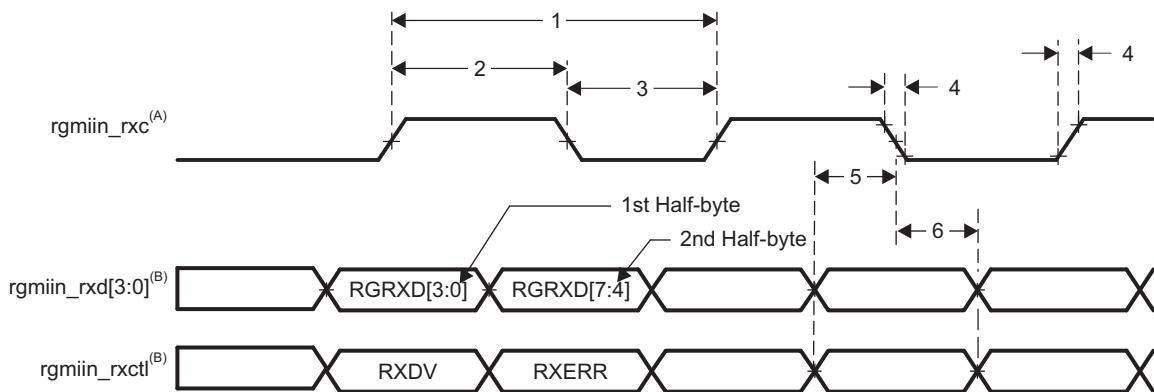 1
2
3
4
4
rgmiin_rxc(A)
5
1st Half-byte
6
2nd Half-byte
rgmiin_rxd[3:0](B)
RGRXD[3:0]
RGRXD[7:4]
rgmiin_rxctl(B)
RXDV
RXERR